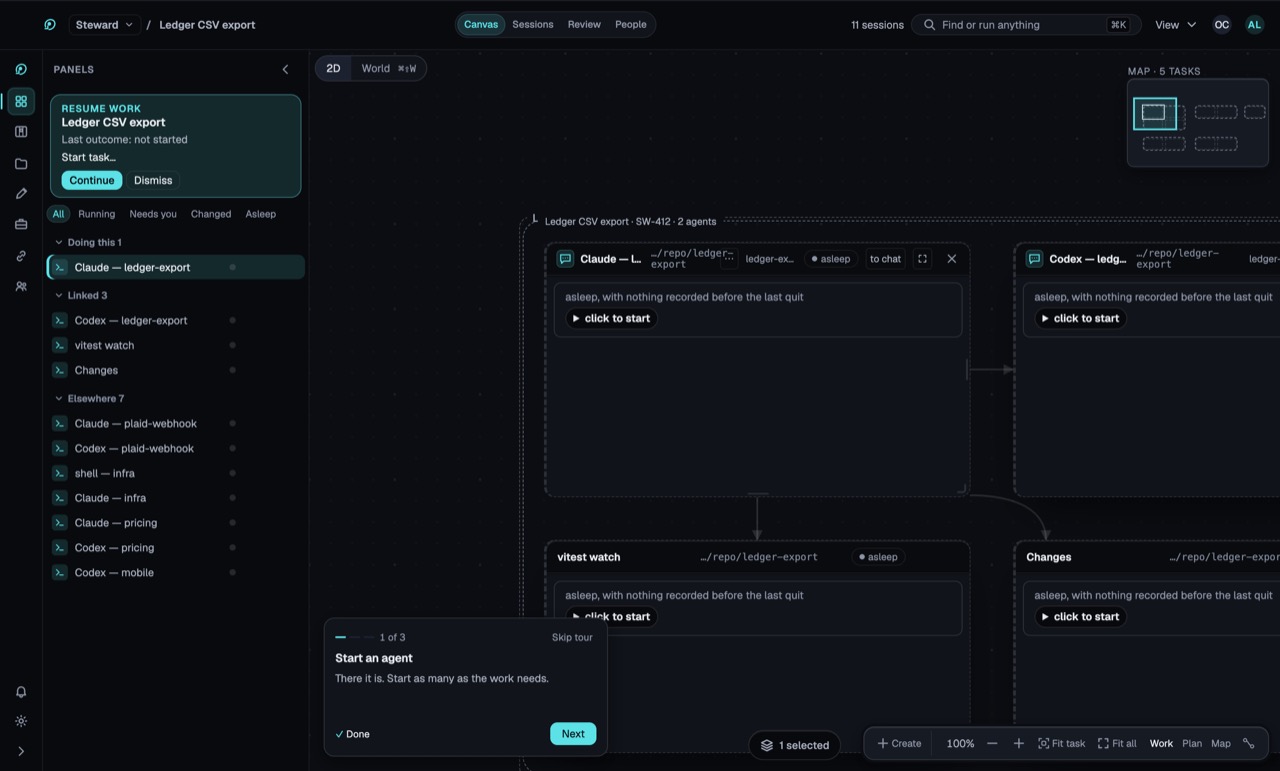 Steward / Ledger CSV export
Canvas Sessions Review People
11 sessions
Find or run anything ⌘K
View
OC
AL
PANELS
RESUME WORK
Ledger CSV export
Last outcome: not started
Start task…
Continue Dismiss
All Running Needs you Changed Asleep
Doing this 1
Claude — ledger-export
Linked 3
Codex — ledger-export
vitest watch
Changes
Elsewhere 7
Claude — plaid-webhook
Codex — plaid-webhook
shell — infra
Claude — infra
Claude — pricing
Codex — pricing
Codex — mobile
2D World ⌘⇧W
MAP · 5 TASKS
Ledger CSV export · SW-412 · 2 agents
Claude — L… …/repo/ledger-export ... ledger-ex… asleep to chat
asleep, with nothing recorded before the last quit
click to start
Codex — ledg… …/repo/ledger-export ledger-
asleep, with nothing recorded before the last quit
click to start
vitest watch …/repo/ledger-export asleep
asleep, with nothing recorded before the last quit
click to start
Changes …/repo/ledger-expor
asleep, with nothing recorded before the last quit
click to start
1 of 3 Skip tour
Start an agent
There it is. Start as many as the work needs.
Done Next
1 selected
Create 100% Fit task Fit all Work Plan Map